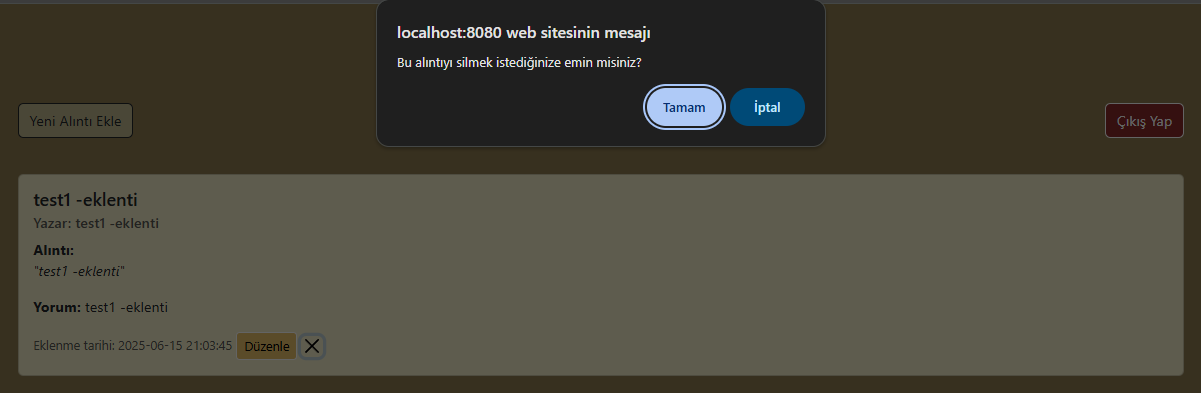 localhost:8080 web sitesinin mesajı
Bu alıntıyı silmek istediğinize emin misiniz?
Tamam
İptal
Yeni Alıntı Ekle
Çıkış Yap
test1 -eklenti
Yazar: test1 -eklenti
Alıntı:
"test1 -eklenti"
Yorum: test1 -eklenti
Eklenme tarihi: 2025-06-15 21:03:45 Düzenle